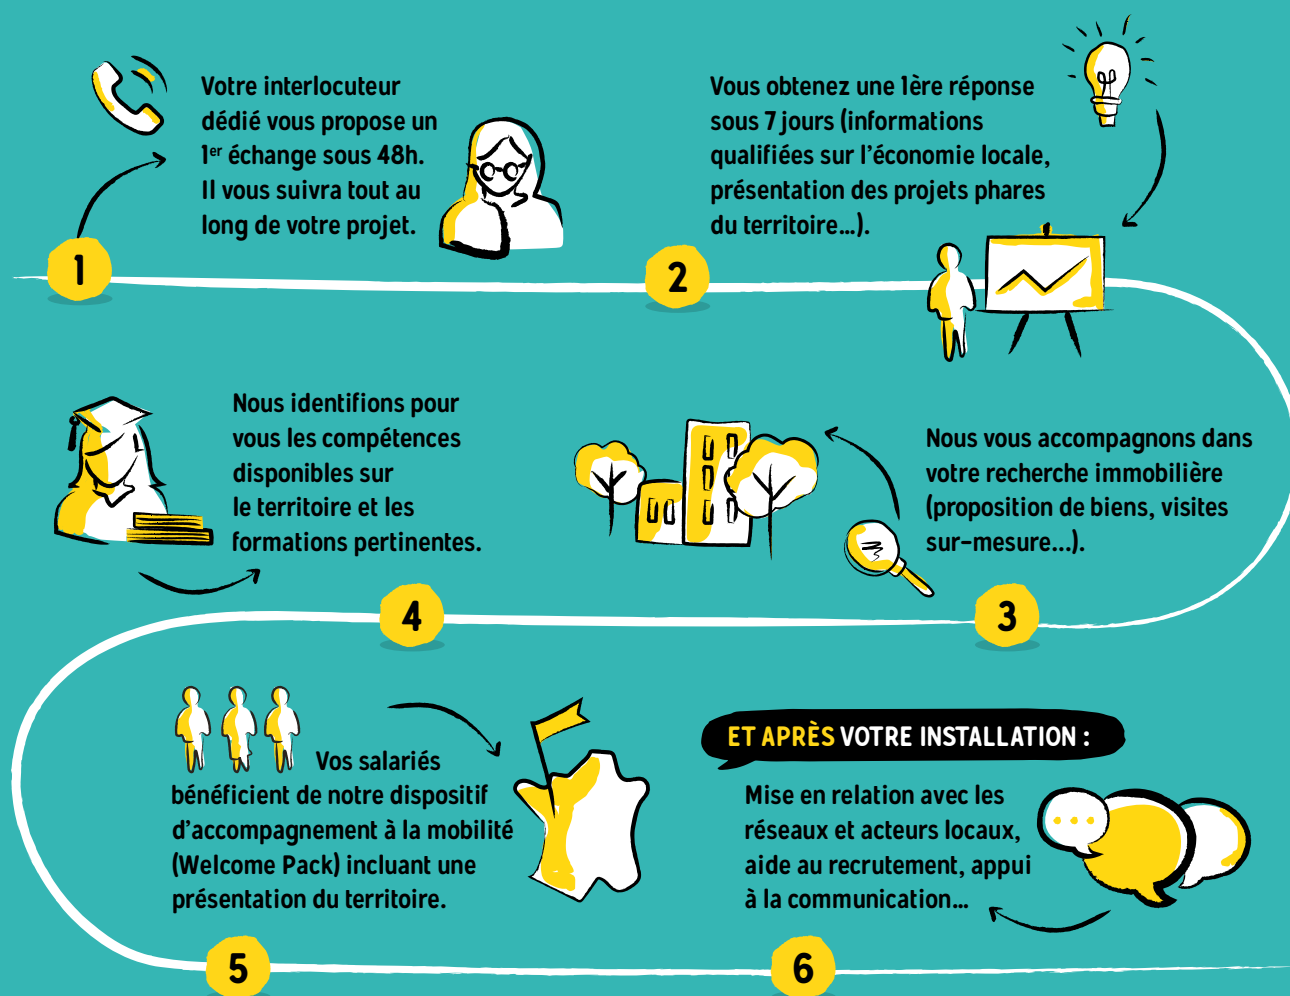 Votre interlocuteur
dédié vous propose un
1er échange sous 48h.
Il vous suivra tout au
long de votre projet.
1
Vous obtenez une 1ère réponse
sous 7 jours (informations
qualifiées sur l'économie locale,
présentation des projets phares
du territoire...).
2
Nous vous accompagnons dans
votre recherche immobilière
(proposition de biens, visites
sur-mesure...).
3
Nous identifions pour
vous les compétences
disponibles sur
le territoire et les
formations pertinentes.
4
Vos salariés
bénéficient de notre dispositif
d'accompagnement à la mobilité
(Welcome Pack) incluant une
présentation du territoire.
5
ET APRÈS VOTRE INSTALLATION :
Mise en relation avec les
réseaux et acteurs locaux,
aide au recrutement, appui
à la communication...
6